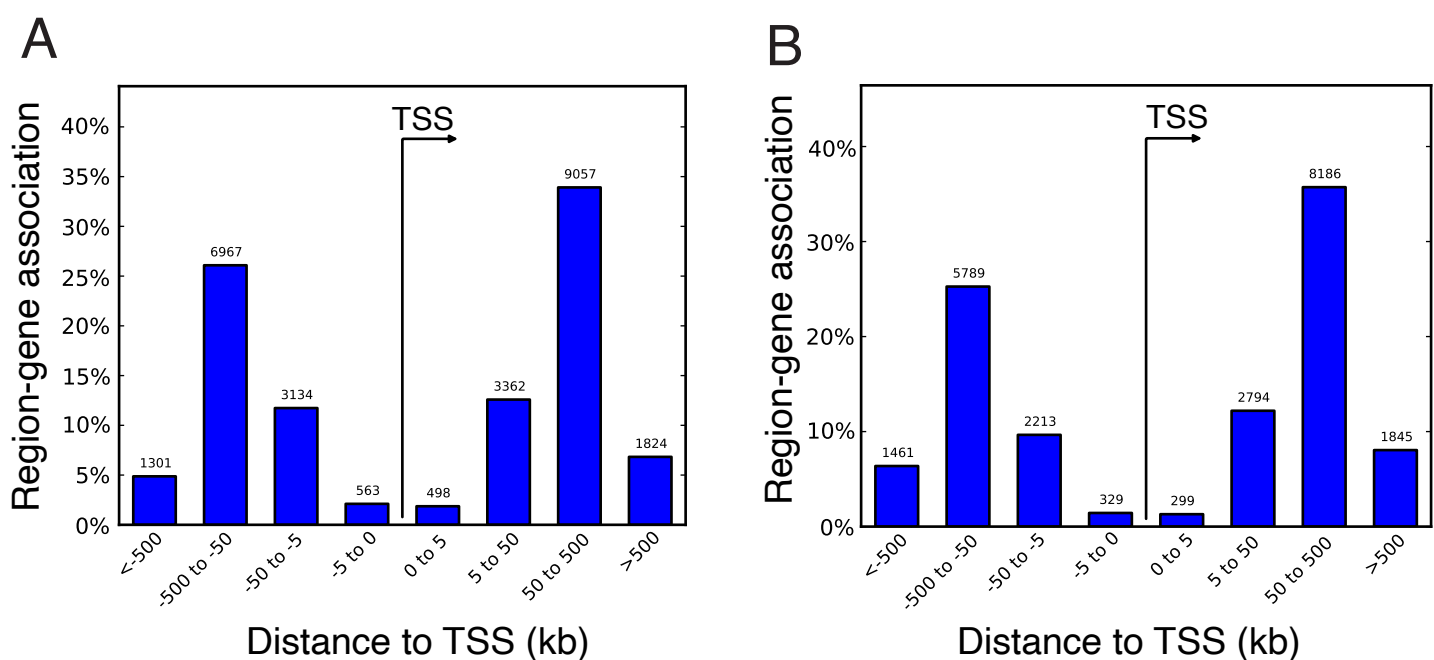 A
Region-gene association
40%
35%
30%
25%
20%
15%
10%
5%
0%
TSS
1301
6967
3134
563
498
3362
9057
1824
<-500
-500 to -50
-50 to -5
-5 to 0
0 to 5
5 to 50
50 to 500
>500
Distance to TSS (kb)
B
Region-gene association
40%
30%
20%
10%
0%
TSS
1461
5789
2213
329
299
2794
8186
1845
<-500
-500 to -50
-50 to -5
-5 to 0
0 to 5
5 to 50
50 to 500
>500
Distance to TSS (kb)